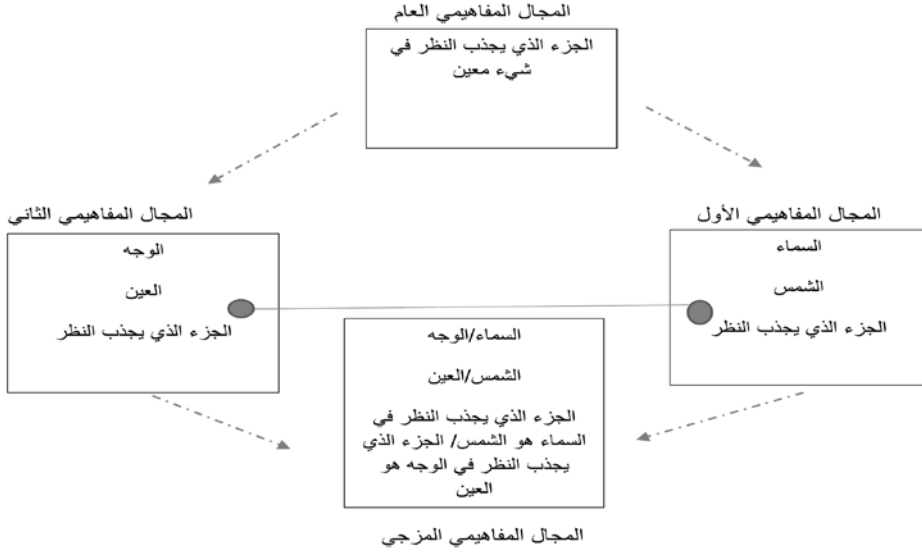 المجال المفاهيمي العام
الجزء الذي يجذب النظر في
شيء معين
المجال المفاهيمي الأول
السماء
الشمس
الجزء الذي يجذب النظر
المجال المفاهيمي الثاني
الوجه
العين
الجزء الذي يجذب النظر
السماء/الوجه
الشمس/العين
الجزء الذي يجذب النظر في
السماء هو الشمس/ الجزء الذي
يجذب النظر في الوجه هو
العين
المجال المفاهيمي المزجي